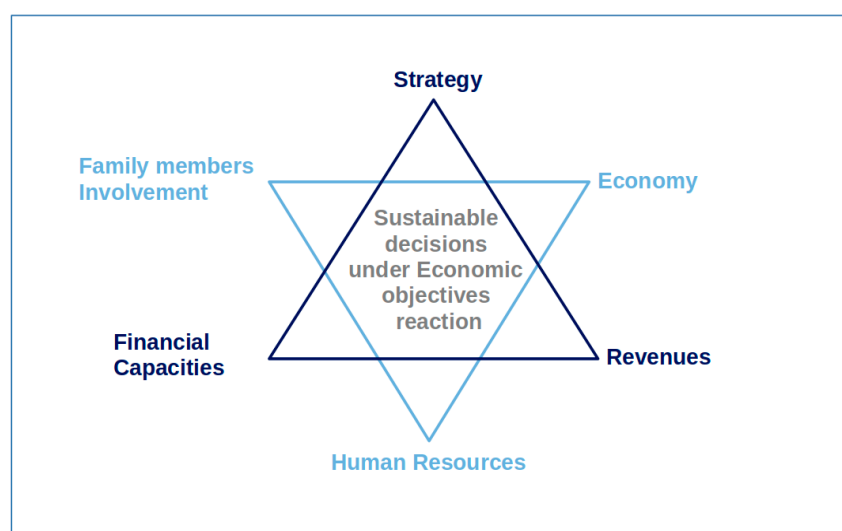 Strategy
Family members
Involvement
Economy
Sustainable
decisions
under Economic
objectives
reaction
Financial
Capacities
Revenues
Human Resources